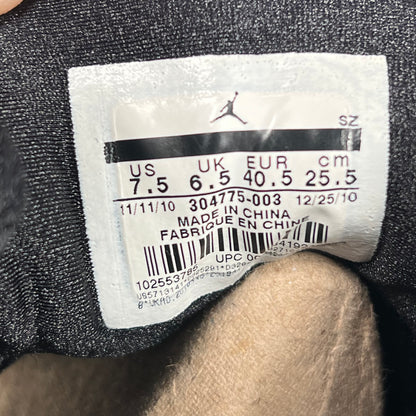 SZ
US UK EUR cm
7.5 6.5 40.5 25.5
11/11/10 304775-003 12/25/10
MADE IN CHINA
FABRIQUE EN CHINE
UPC